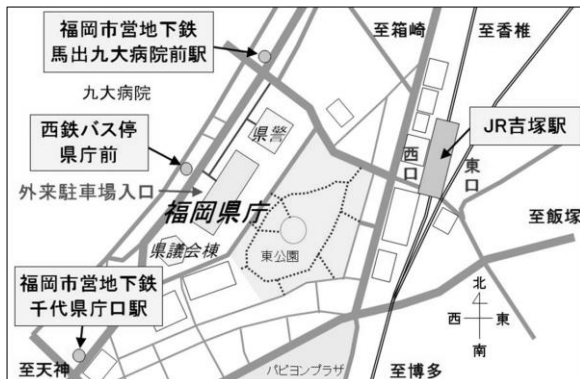 福岡市営地下鉄
馬出九大病院前駅
至箱崎
至香椎
九大病院
県警
JR吉塚駅
西鉄バス停
県庁前
西口
東口
外来駐車場入口
福岡県庁
至飯塚
県議会棟
東公園
福岡市営地下鉄
千代県庁口駅
北
西
東
南
至天神
パピヨンプラザ
至博多